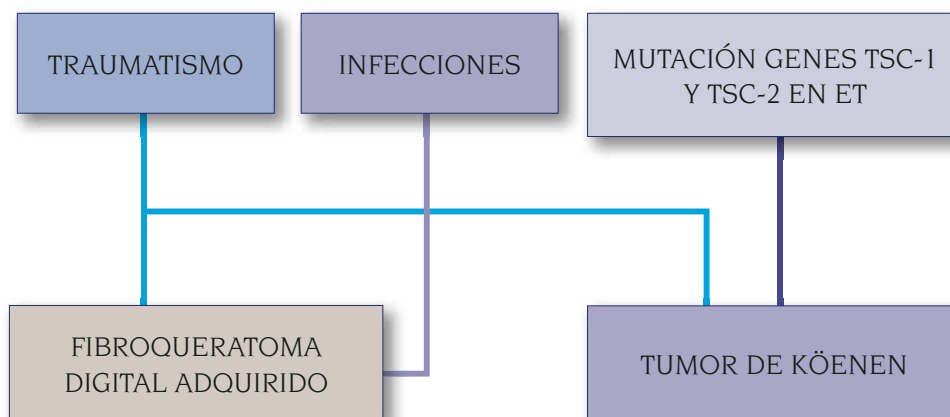 TRAUMATISMO
INFECCIONES
MUTACIÓN GENES TSC-1
Y TSC-2 EN ET
FIBROQUERATOMA
DIGITAL ADQUIRIDO
TUMOR DE KÖENEN